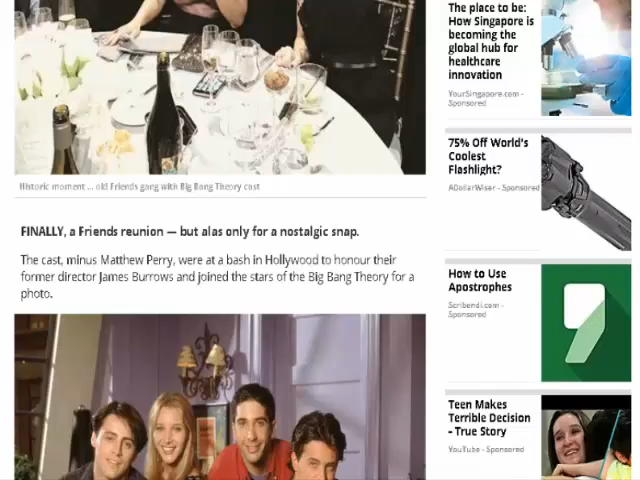 Historic moment ... old Friends gang with Big Bang Theory cast
FINALLY, a Friends reunion — but alas only for a nostalgic snap.
The cast, minus Matthew Perry, were at a bash in Hollywood to honour their
former director James Burrows and joined the stars of the Big Bang Theory for a
photo.
The place to be:
How Singapore is
becoming the
global hub for
healthcare
innovation
YourSingapore.com -
Sponsored
75% Off World's
Coolest
Flashlight?
ADollarWiser - Sponsored
How to Use
Apostrophes
Scribendi.com -
Sponsored
Teen Makes
Terrible Decision
- True Story
YouTube - Sponsored